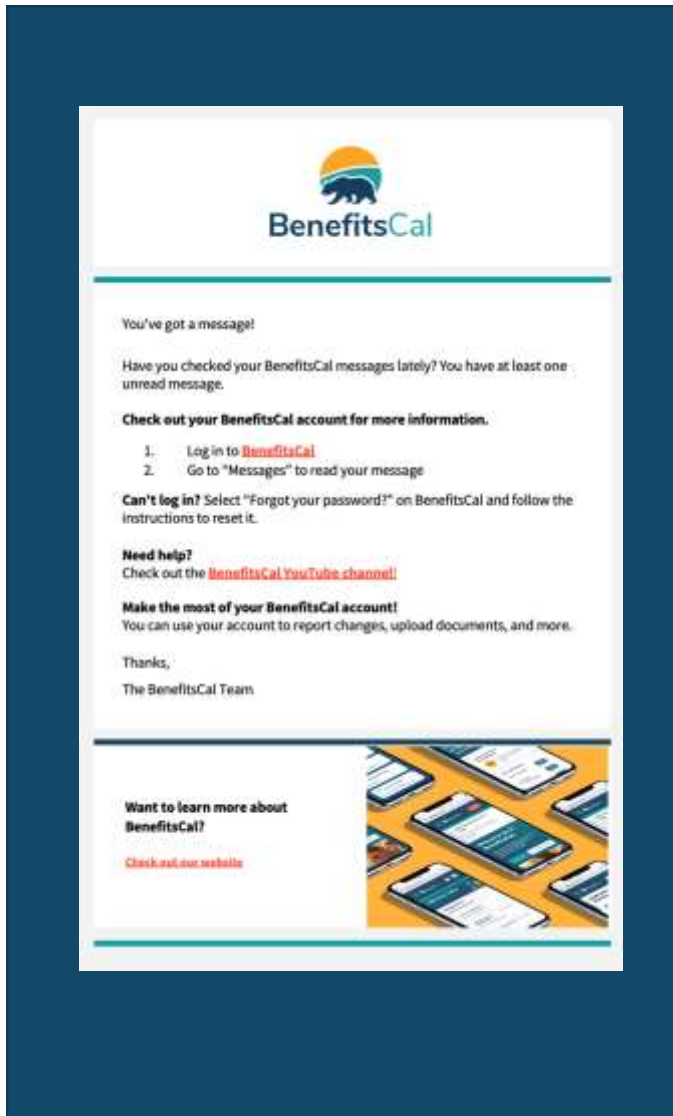 BenefitsCal
You've got a message!
Have you checked your BenefitsCal messages lately? You have at least one
unread message.
Check out your BenefitsCal account for more information.
1. Log in to BenefitsCal
2. Go to "Messages" to read your message
Can't log in? Select "Forgot your password?" on BenefitsCal and follow the
instructions to reset it.
Need help?
Check out the BenefitsCal YouTube channel!
Make the most of your BenefitsCal account!
You can use your account to report changes, upload documents, and more.
Thanks,
The BenefitsCal Team
Want to learn more about
BenefitsCal?
Check out our website